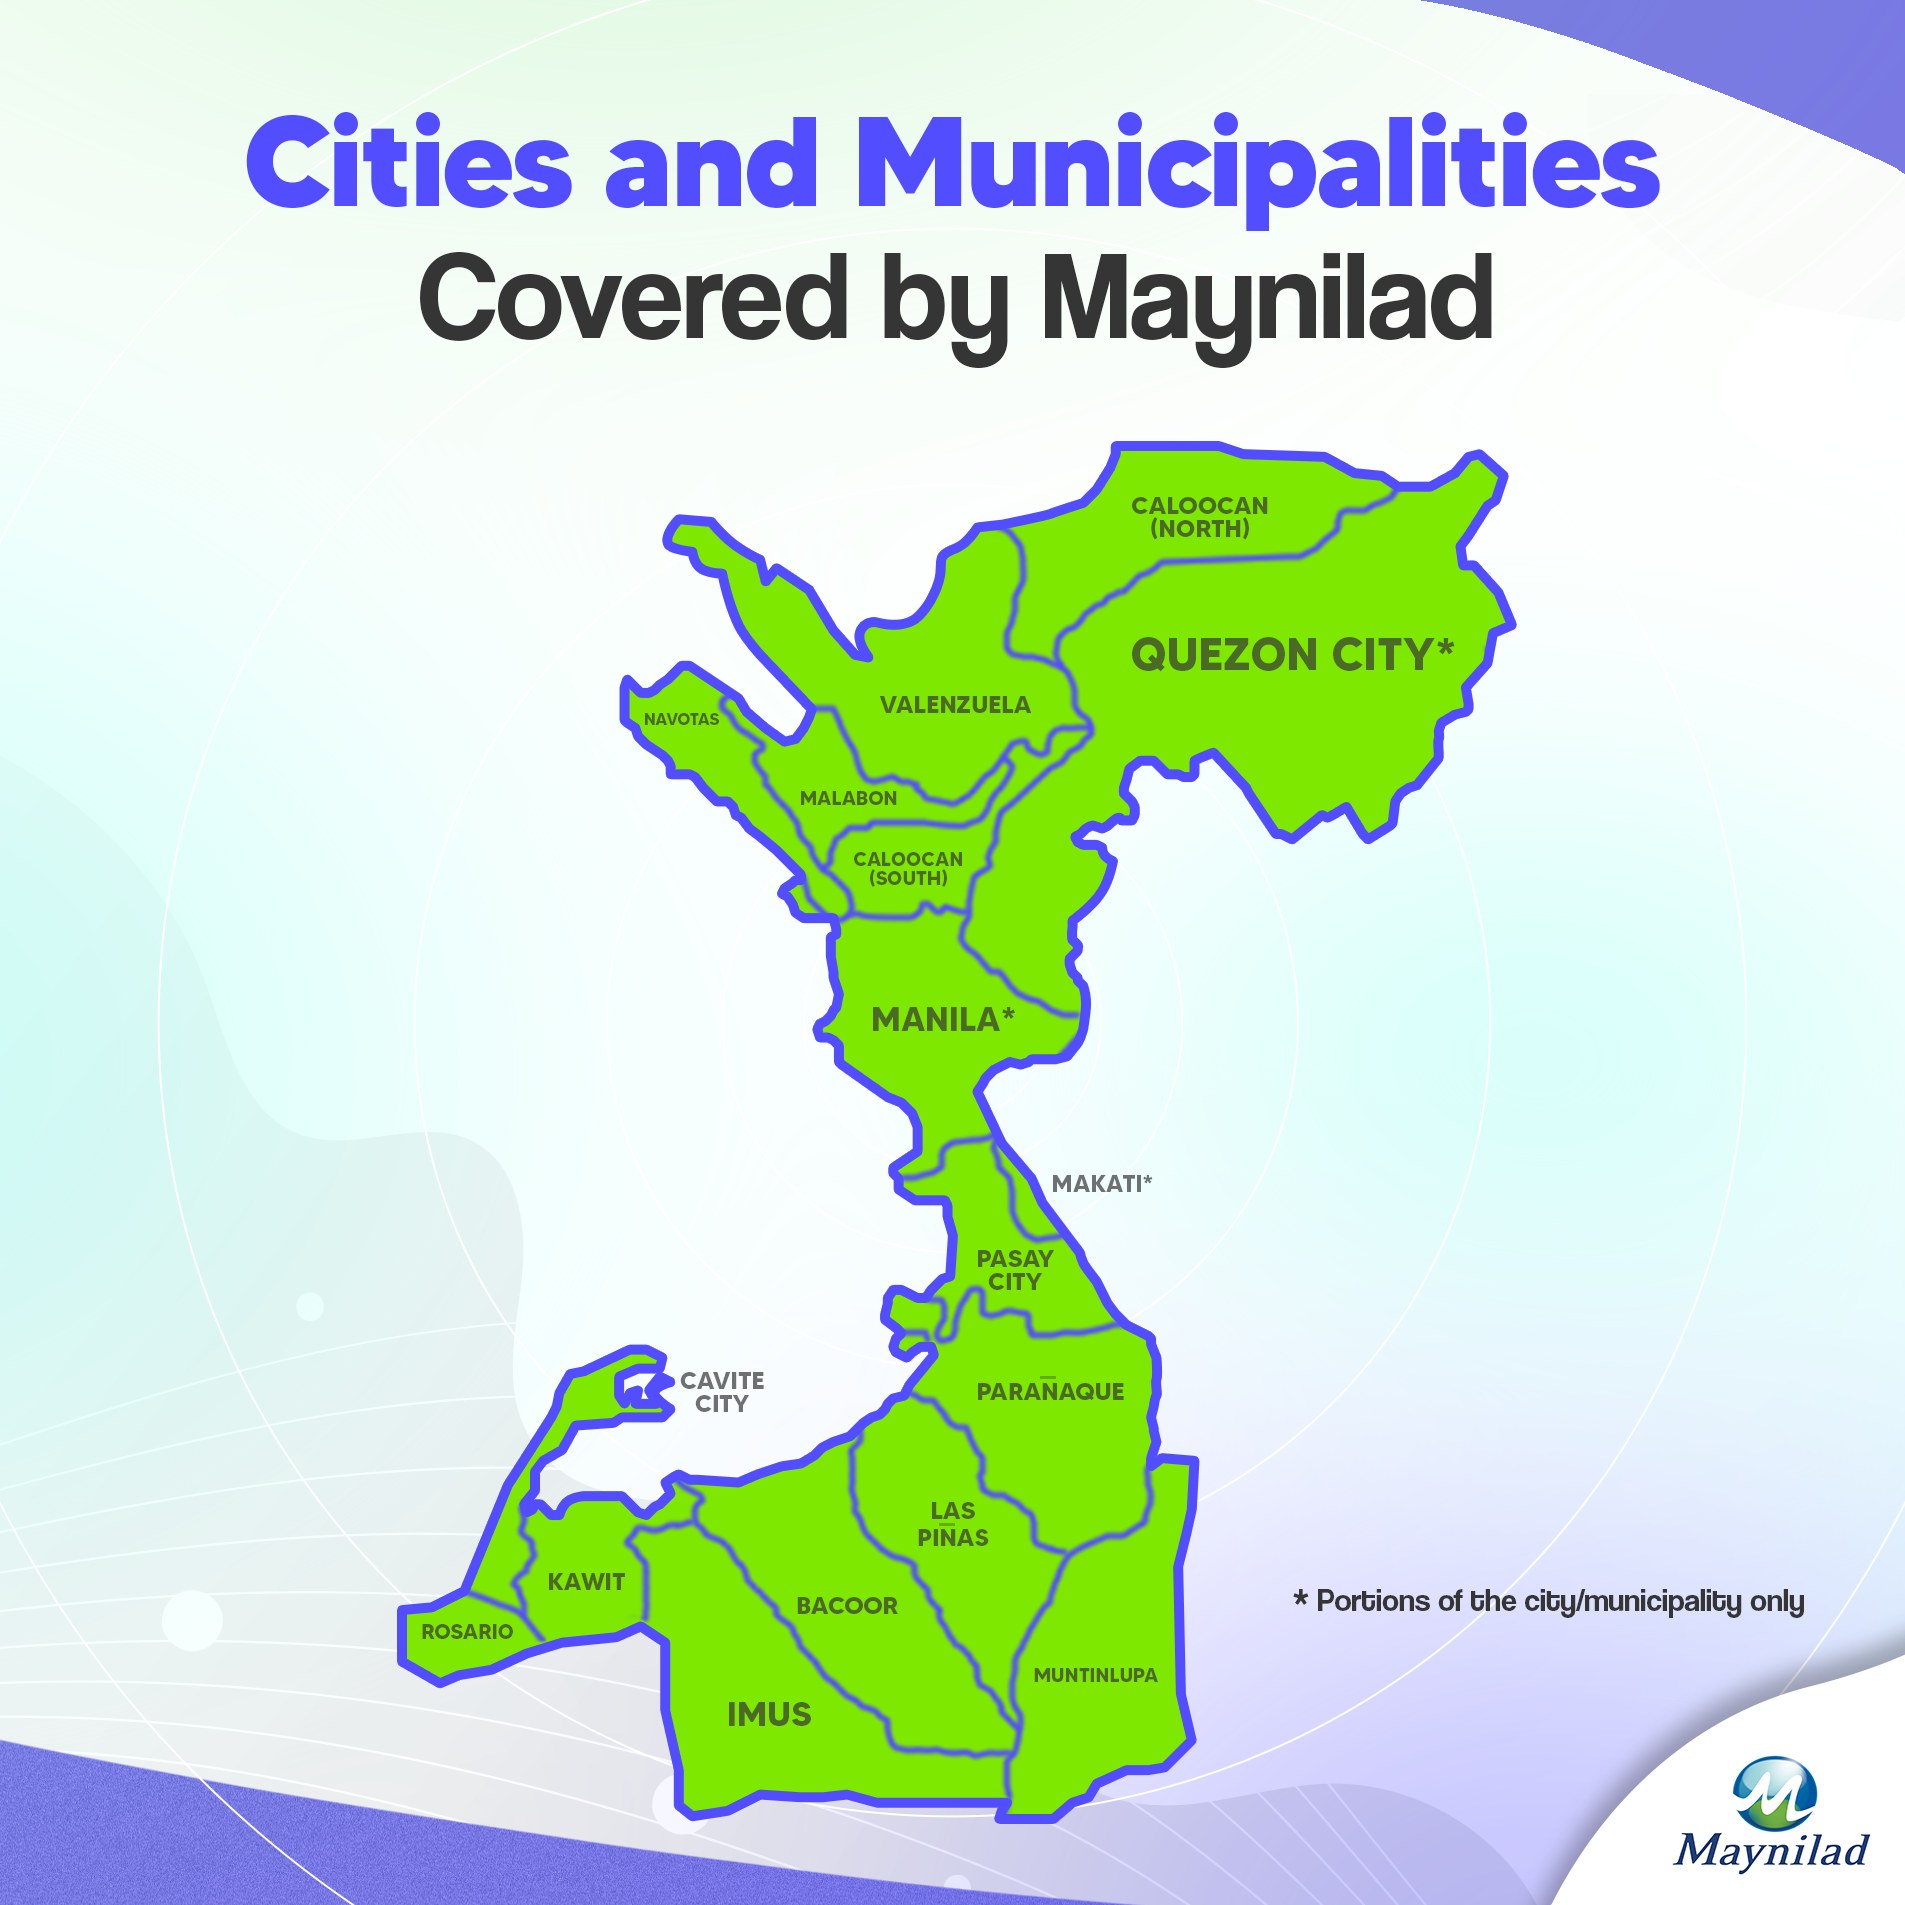 Cities and Municipalities
Covered by Maynilad
CALOOCAN
(NORTH)
QUEZON CITY*
VALENZUELA
NAVOTAS
MALABON
CALOOCAN
(SOUTH)
MANILA*
MAKATI*
PASAY
CITY
CAVITE
CITY
PARAÑAQUE
LAS
PIÑAS
KAWIT
BACOOR
ROSARIO
MUNTINLUPA
IMUS
* Portions of the city/municipality only
Maynilad